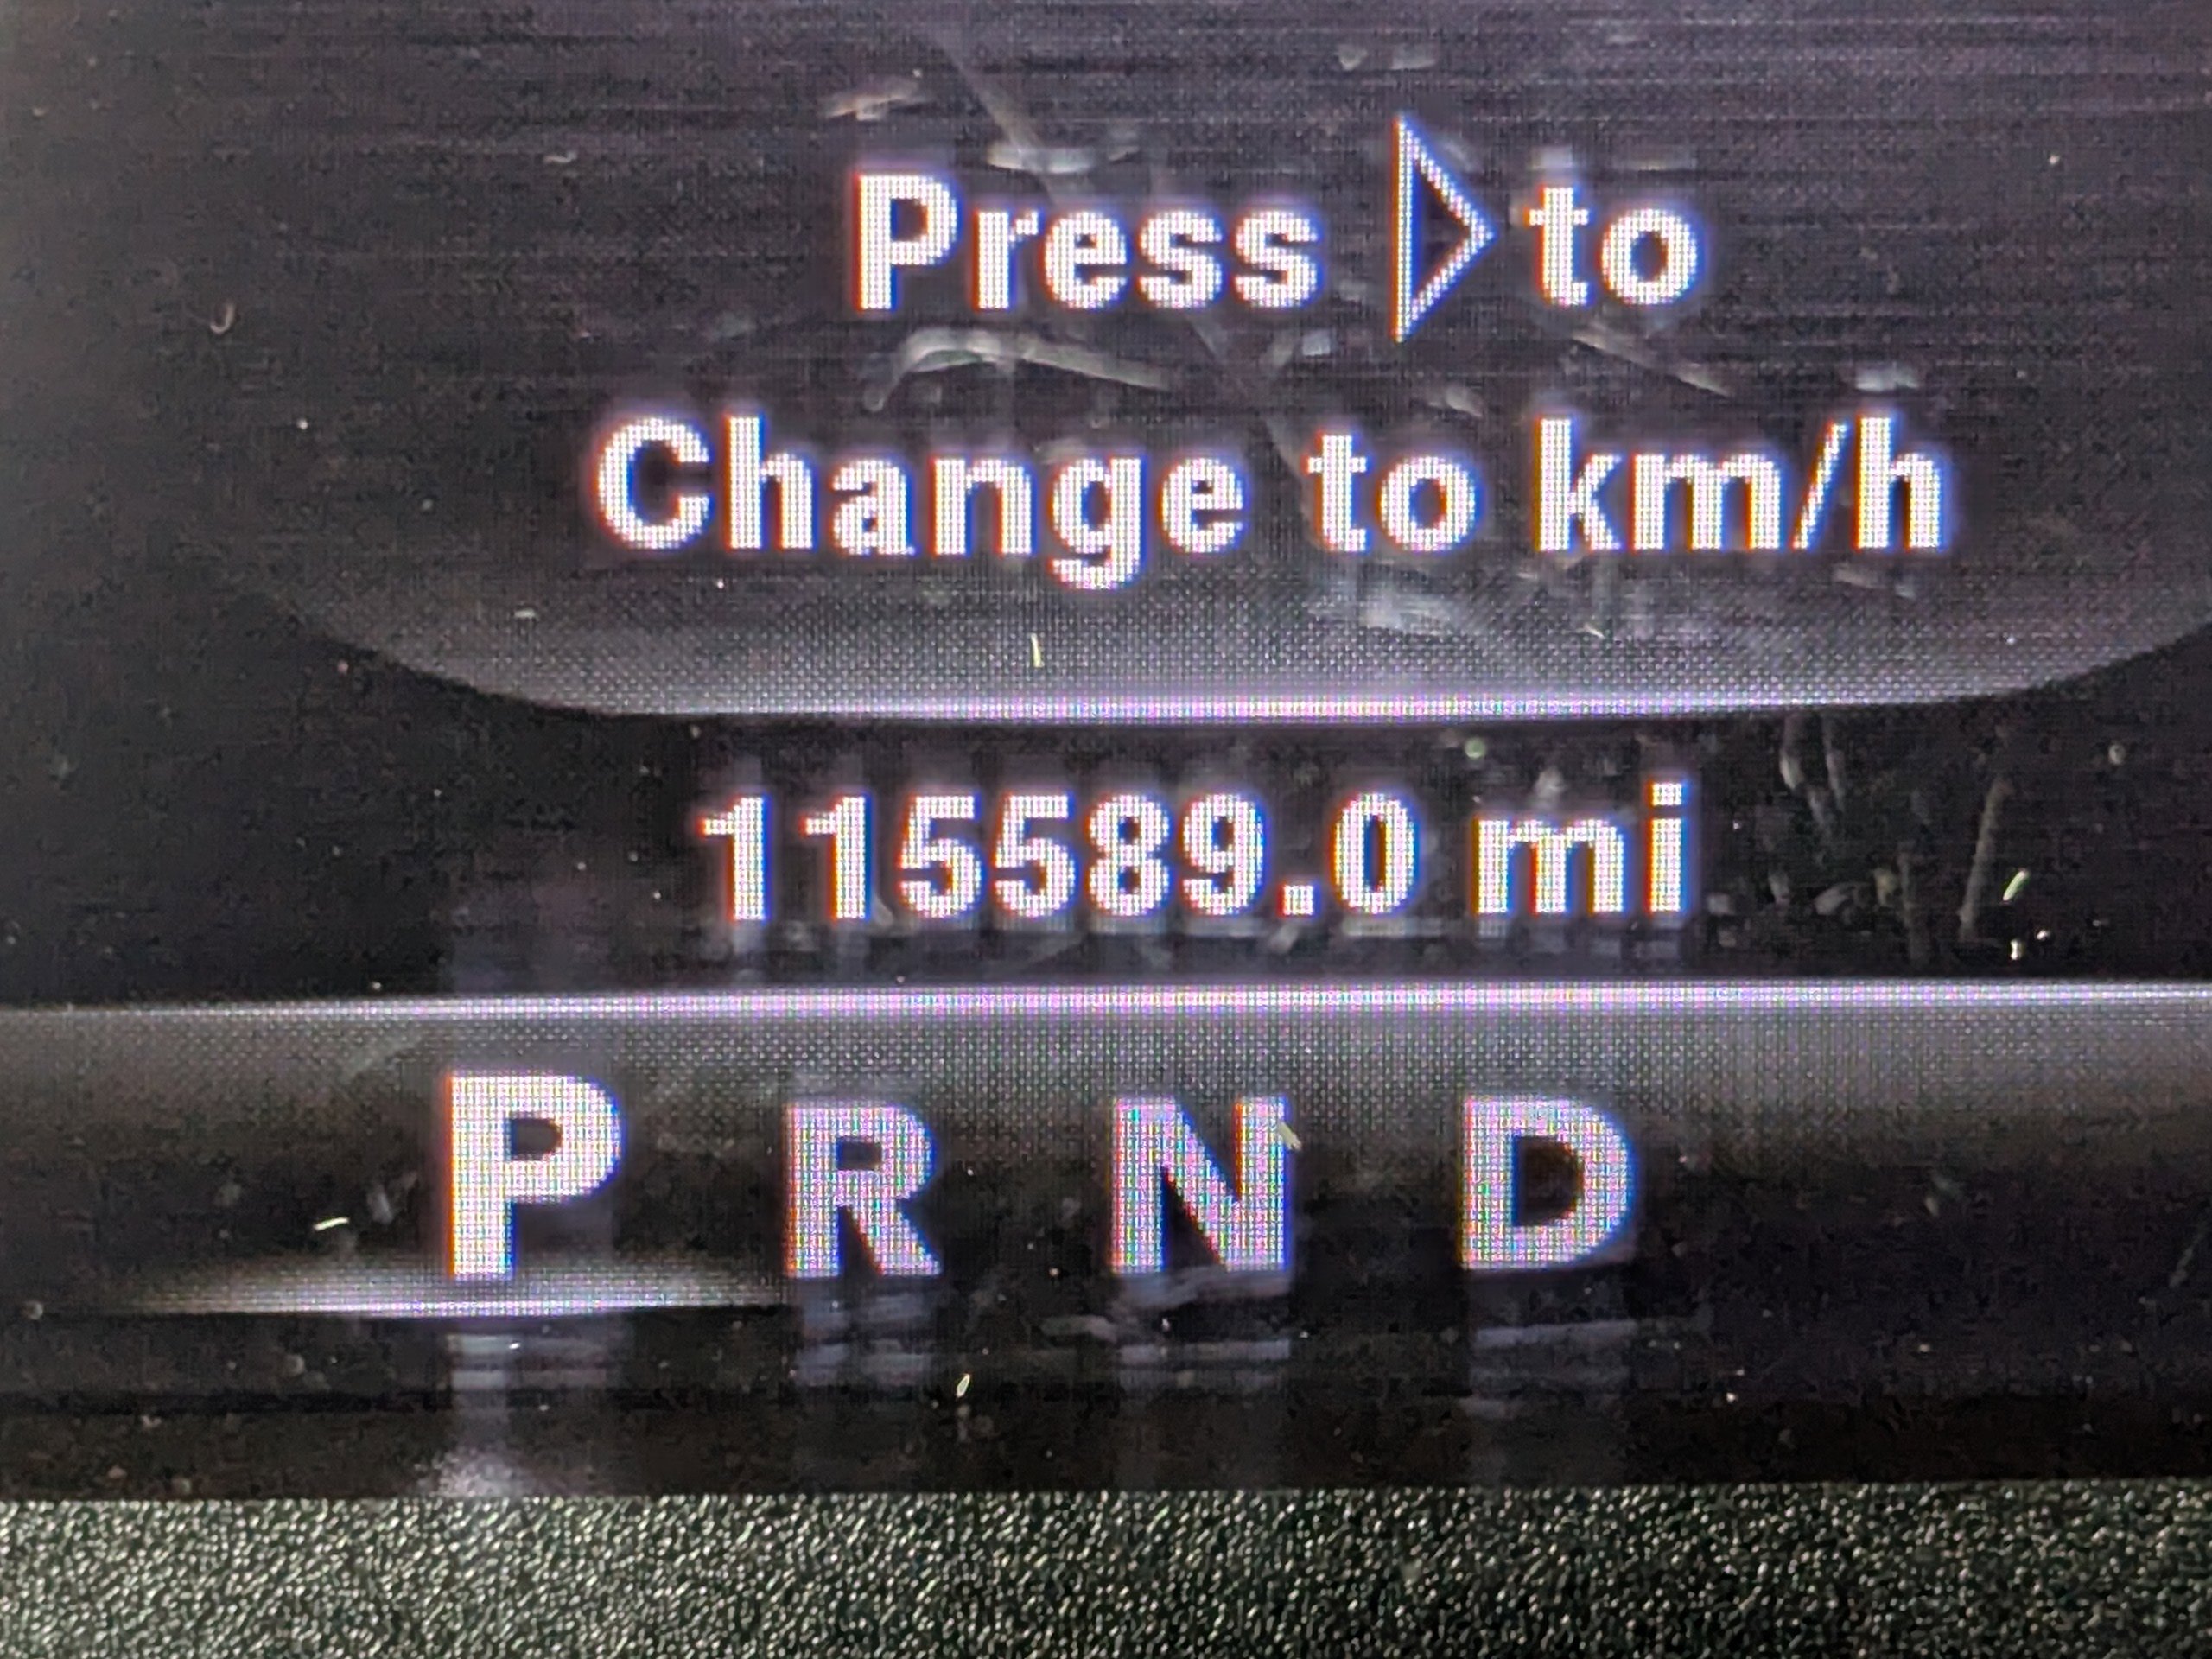 Press ▷ to
Change to km/h
115589.0 mi
P R N D